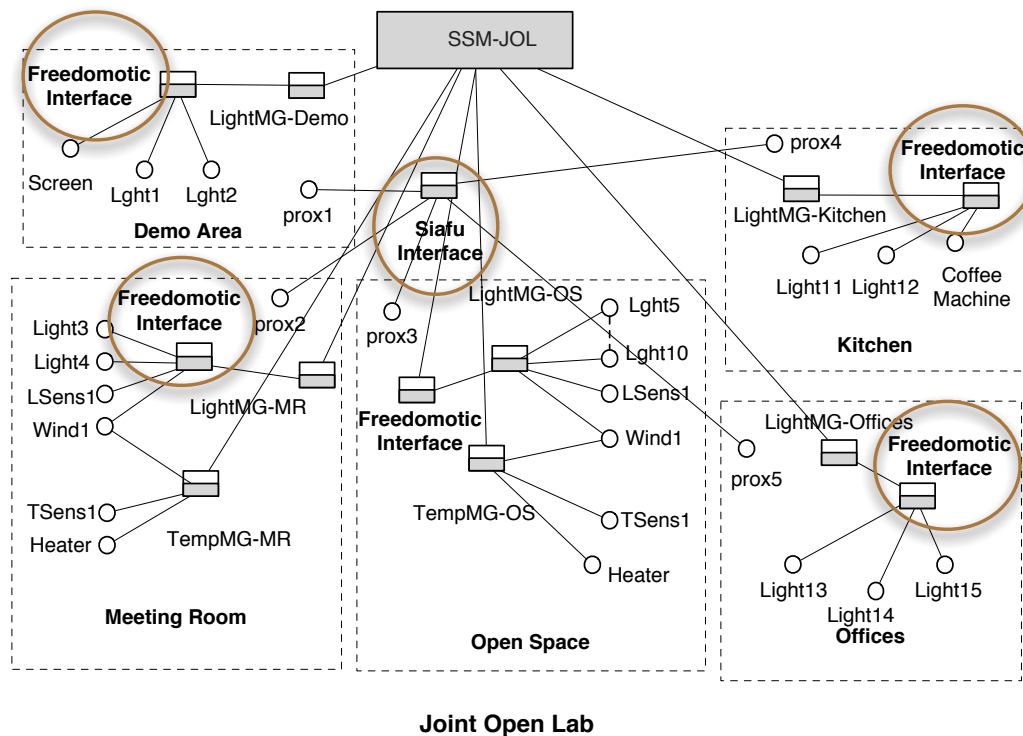 SSM-JOL
Freedomotic
Interface
LightMG-Demo
Screen
Lght1
Lght2
Demo Area
prox1
Siafu
Interface
prox4
Freedomotic
Interface
LightMG-Kitchen
Light11
Light12
Coffee
Machine
Kitchen
Freedomotic
Interface
prox2
Light3
Light4
LSens1
Wind1
LightMG-MR
TSens1
Heater
TempMG-MR
Meeting Room
LightMG-OS
prox3
Lght5
Lght10
LSens1
Freedomotic
Interface
Wind1
TempMG-OS
TSens1
Heater
Open Space
LightMG-Offices
Freedomotic
Interface
prox5
Light13
Light14
Light15
Offices
Joint Open Lab